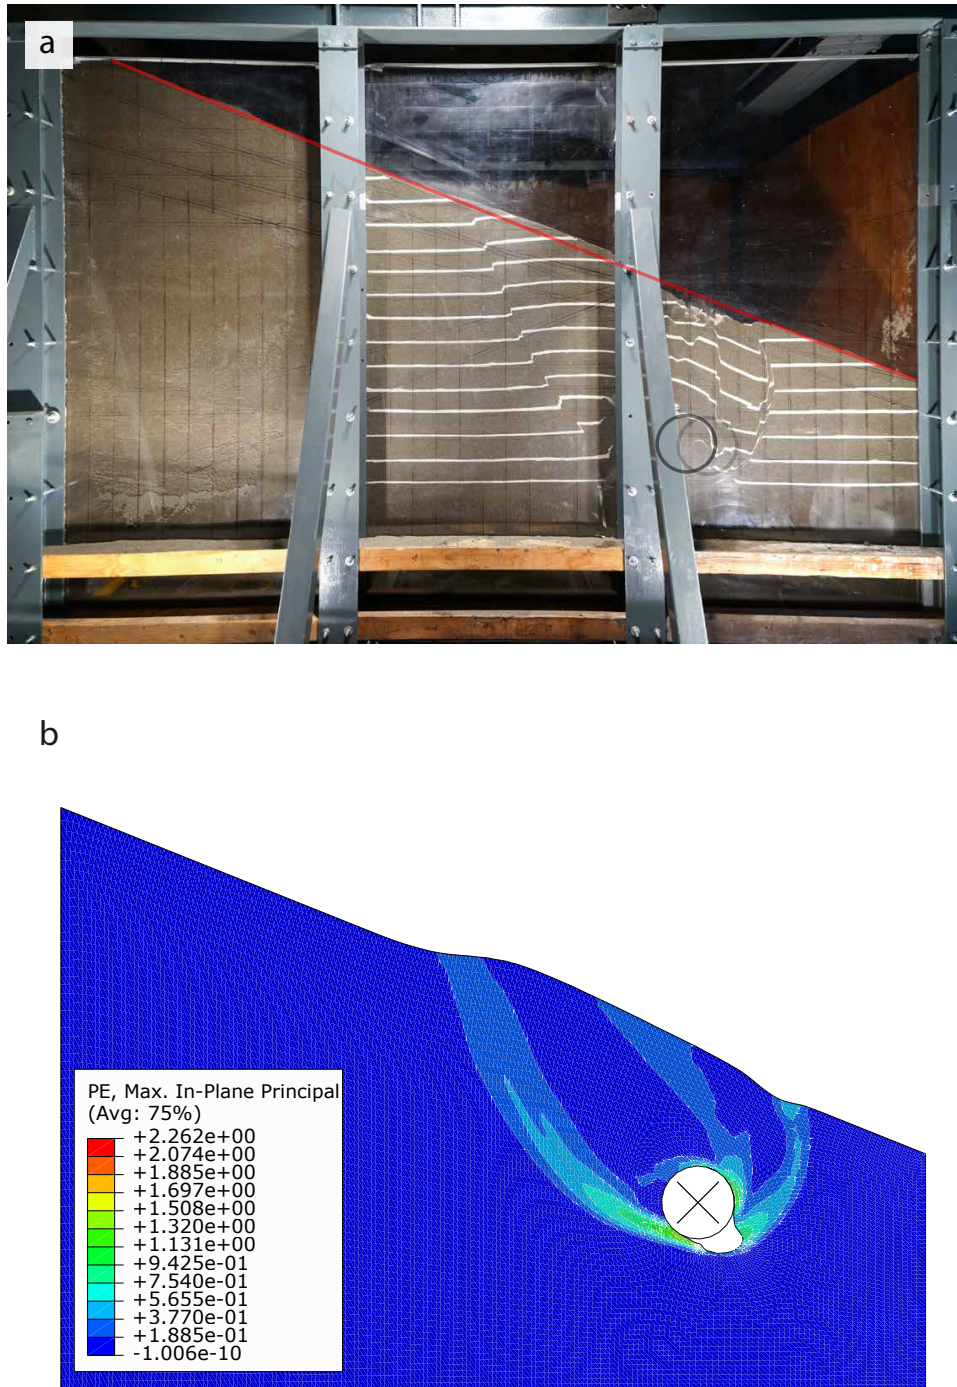 a
b
PE, Max. In-Plane Principal
(Avg: 75%)
+2.262e+00
+2.074e+00
+1.885e+00
+1.697e+00
+1.508e+00
+1.320e+00
+1.131e+00
+9.425e-01
+7.540e-01
+5.655e-01
+3.770e-01
+1.885e-01
-1.006e-10